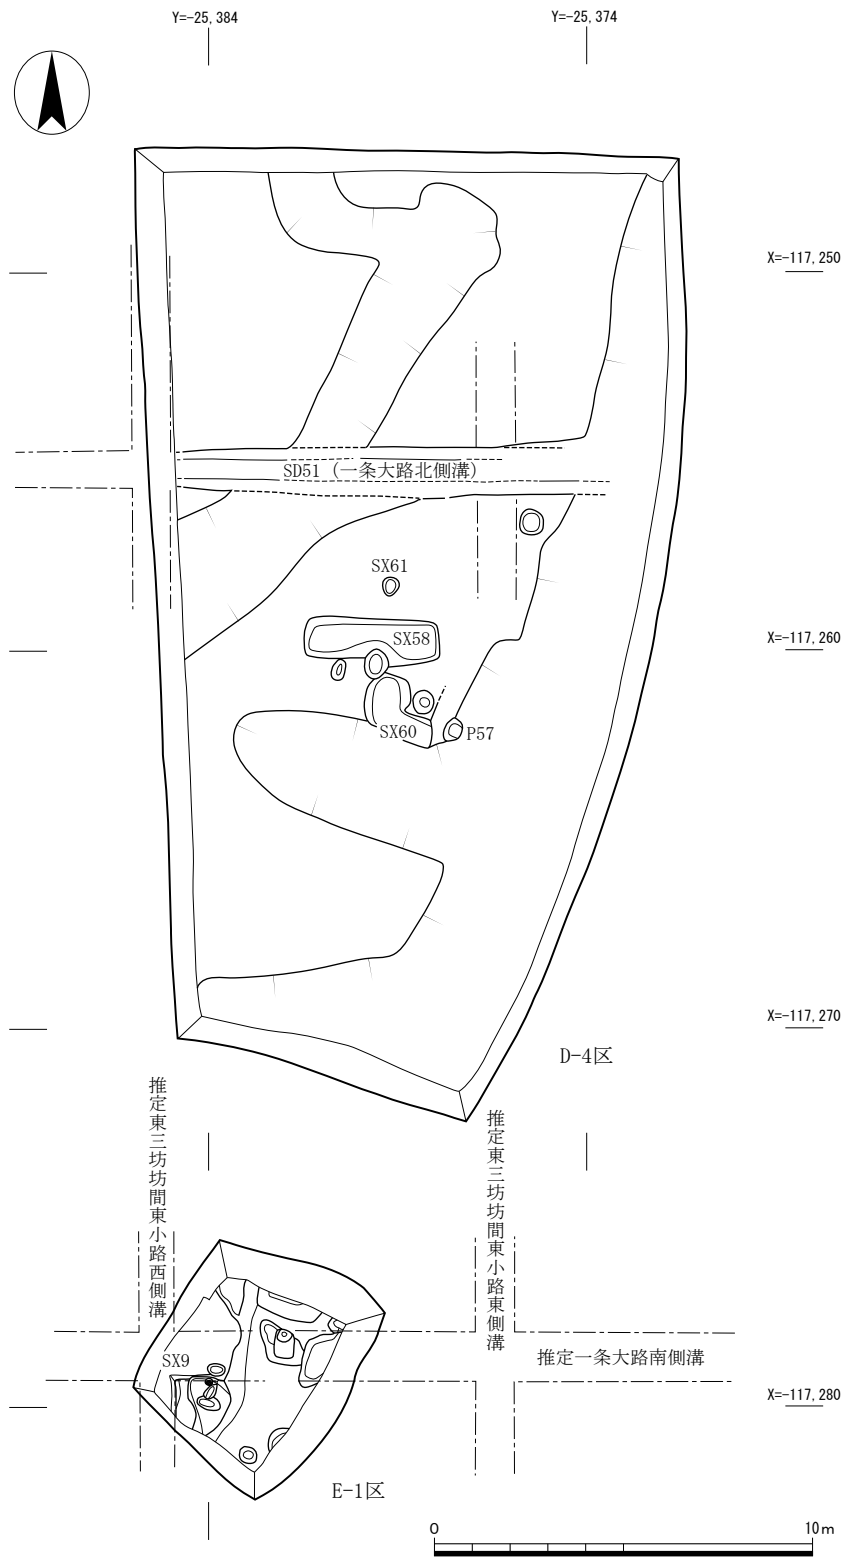 Y=-25,384
Y=-25,374
X=-117,250
SD51（一条大路北側溝）
SX61
X=-117,260
SX58
SX60
P57
X=-117,270
D-4区
推定東三坊坊間東小路西側溝
推定東三坊坊間東小路東側溝
推定一条大路南側溝
SX9
X=-117,280
E-1区
0
10m